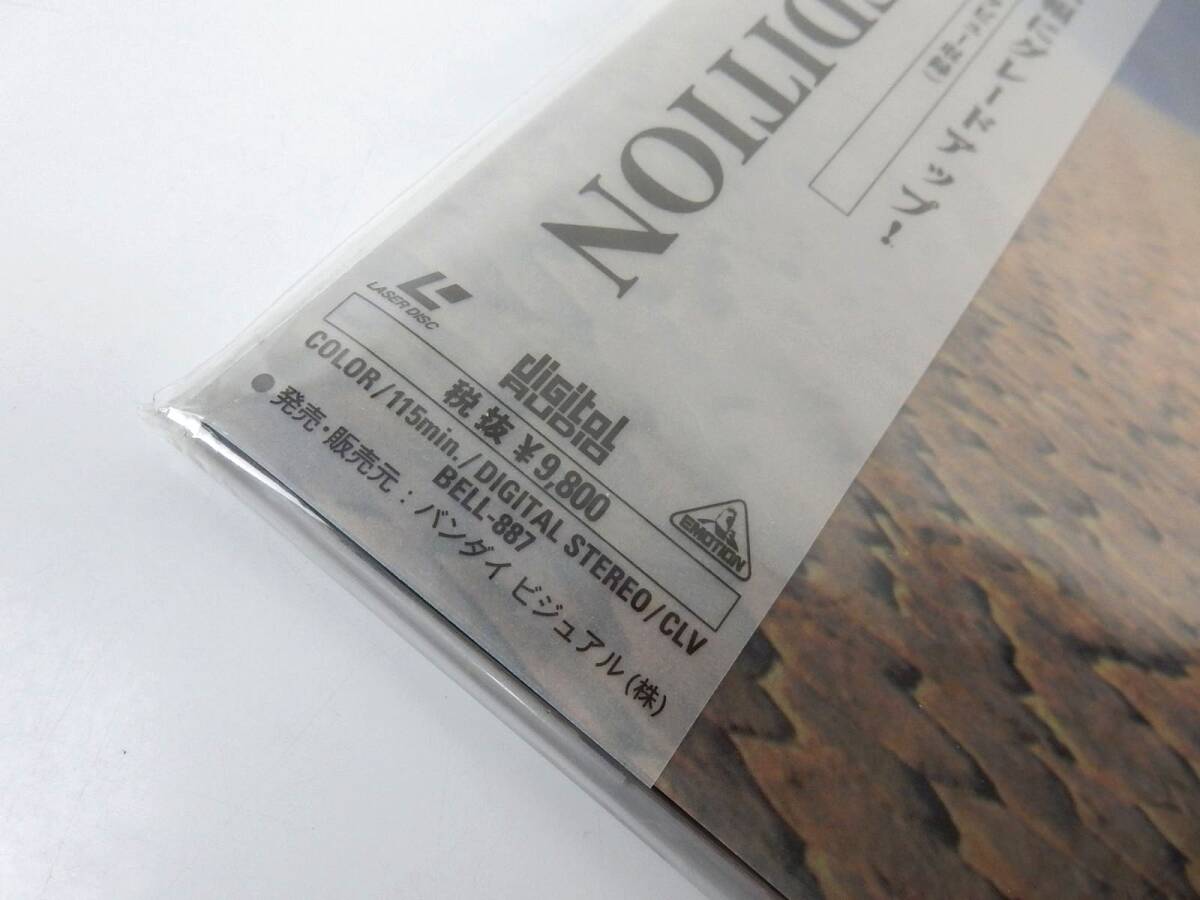 EDITION
グレードアップ!
LASER DISC
digital
AUDIO
税抜 ¥9,800
EMOTION
COLOR/115min./DIGITAL STEREO/CLV
BELL-887
●発売・販売元：バンダイ ビジュアル(株)